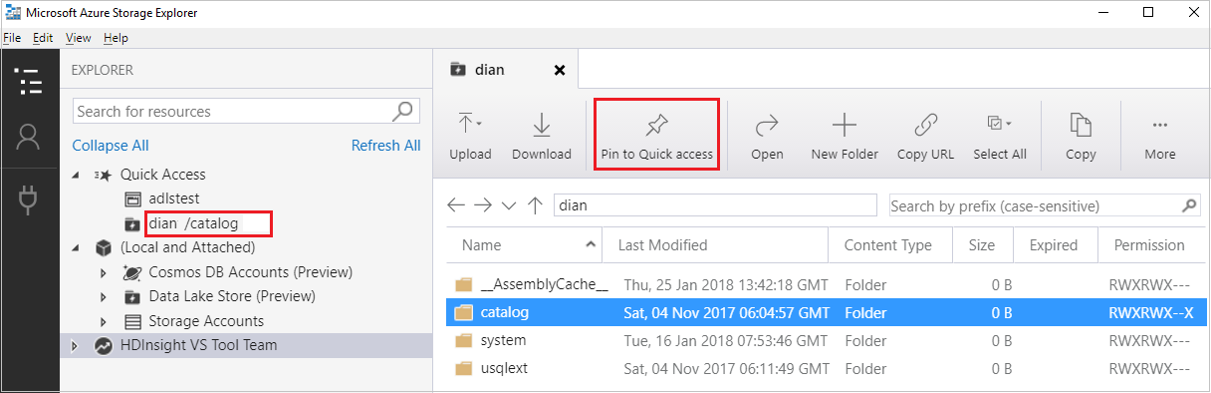 Microsoft Azure Storage Explorer
File Edit View Help
EXPLORER
Search for resources
Collapse All Refresh All
Quick Access
adlstest
dian /catalog
(Local and Attached)
Cosmos DB Accounts (Preview)
Data Lake Store (Preview)
Storage Accounts
HDInsight VS Tool Team
dian
Upload Download Pin to Quick access Open New Folder Copy URL Select All Copy More
dian Search by prefix (case-sensitive)
Name Last Modified Content Type Size Expired Permission
__AssemblyCache__ Thu, 25 Jan 2018 13:42:18 GMT Folder 0 B RWXRWX---
catalog Sat, 04 Nov 2017 06:04:57 GMT Folder 0 B RWXRWX--X
system Tue, 16 Jan 2018 07:53:46 GMT Folder 0 B RWXRWX---
usqlext Sat, 04 Nov 2017 06:11:49 GMT Folder 0 B RWXRWX---